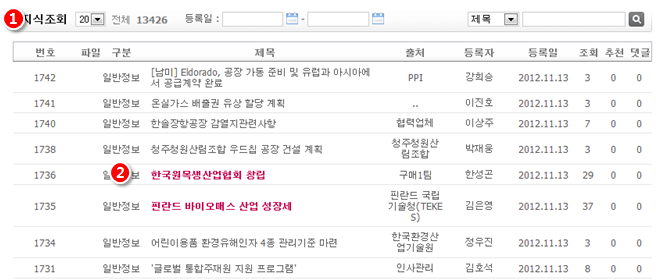 1 지식조회 20 전체 13426 등록일 : - 제목
번호 파일 구분 제목 출처 등록자 등록일 조회 추천 댓글
1742 일반정보 [남미] Eldorado, 공장 가동 준비 및 유럽과 아시아에서 공급계약 완료 PPI 강희승 2012.11.13 3 0 0
1741 일반정보 온실가스 배출권 유상 할당 계획 .. 이진호 2012.11.13 3 0 0
1740 일반정보 한솔장항공장 감열지관련사항 협력업체 이상주 2012.11.13 7 0 0
1738 일반정보 청주청원산림조합 우드칩 공장 건설 계획 청주청원산림조합 박재웅 2012.11.13 3 0 0
1736 일반정보 2 한국원목생산업협회 창립 구매1팀 한성곤 2012.11.13 29 0 0
1735 일반정보 핀란드 바이오매스 산업 성장세 핀란드 국립기술청(TEKES) 김은영 2012.11.13 37 0 0
1734 일반정보 어린이용품 환경유해인자 4종 관리기준 마련 한국환경산업기술원 정우진 2012.11.13 3 0 0
1731 일반정보 '글로벌 통합주재원 지원 프로그램' 인사관리 김호석 2012.11.13 8 0 0